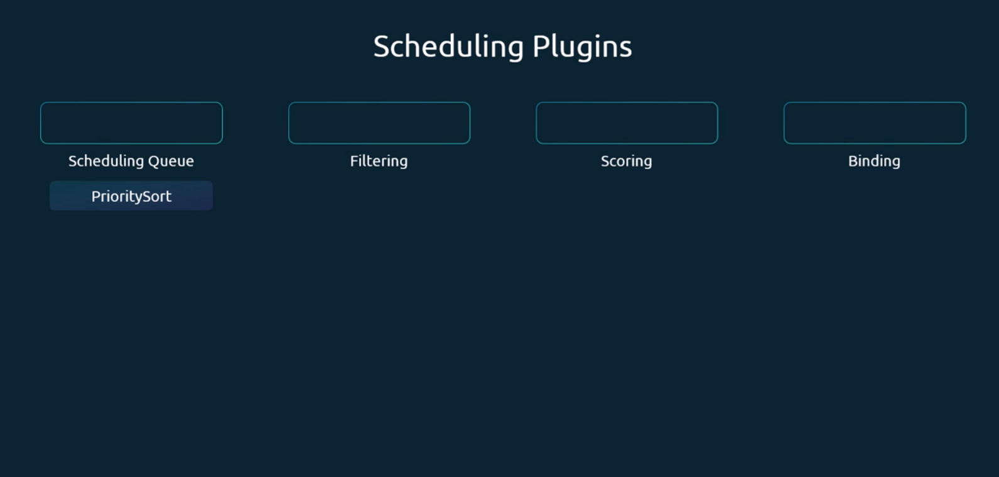 Scheduling Plugins
Scheduling Queue
Filtering
Scoring
Binding
PrioritySort